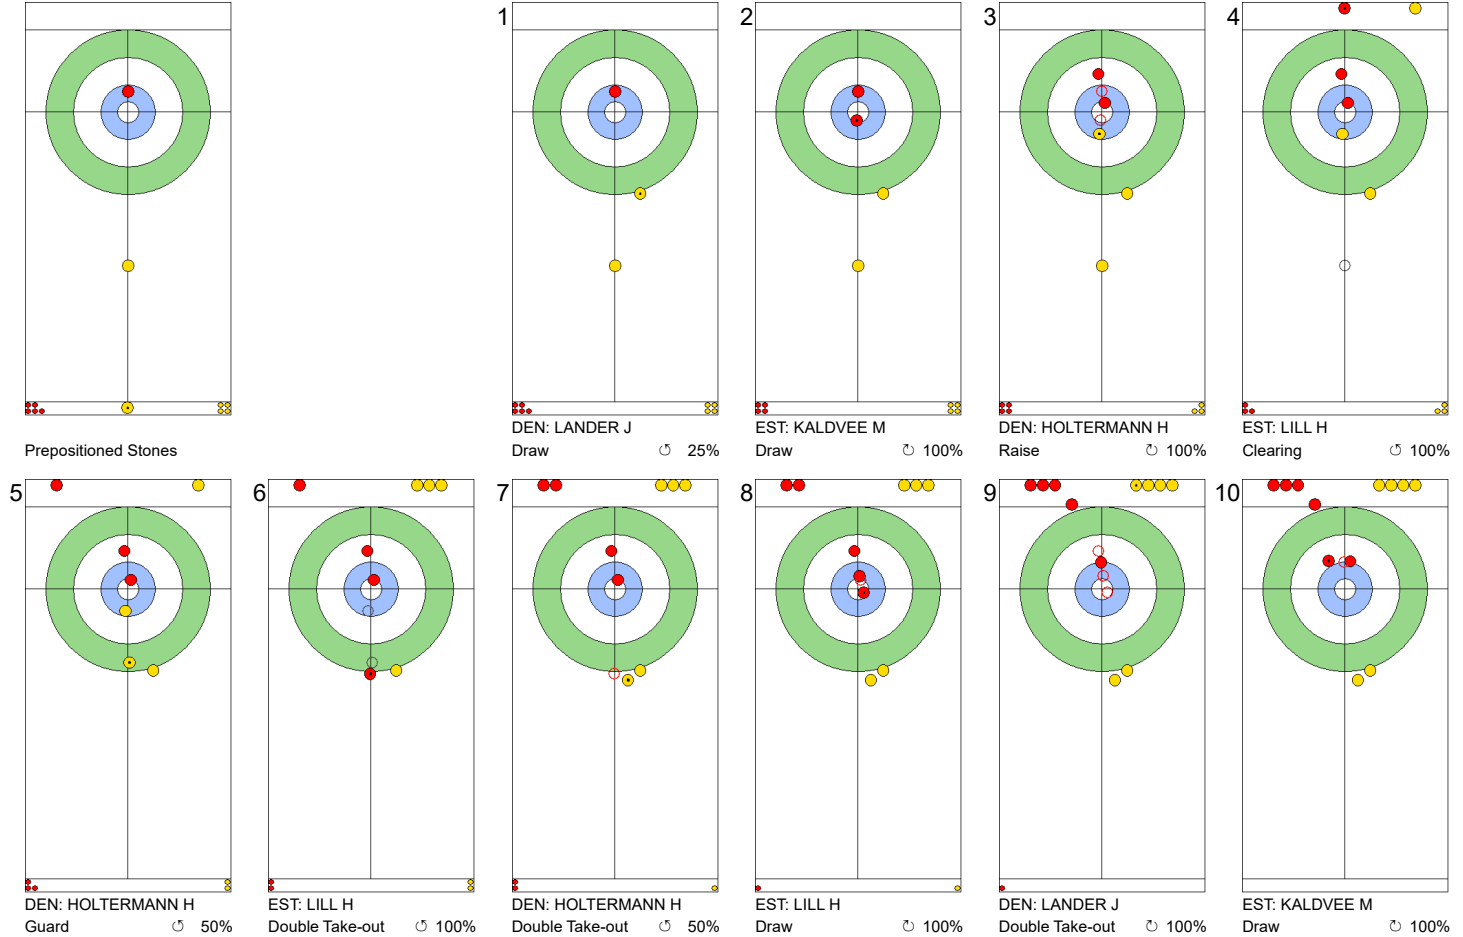 Prepositioned Stones
1
DEN: LANDER J
Draw ↺ 25%
2
EST: KALDVEE M
Draw ↻ 100%
3
DEN: HOLTERMANN H
Raise ↻ 100%
4
EST: LILL H
Clearing ↺ 100%
5
DEN: HOLTERMANN H
Guard ↺ 50%
6
EST: LILL H
Double Take-out ↺ 100%
7
DEN: HOLTERMANN H
Double Take-out ↺ 50%
8
EST: LILL H
Draw ↻ 100%
9
DEN: LANDER J
Double Take-out ↻ 100%
10
EST: KALDVEE M
Draw ↻ 100%